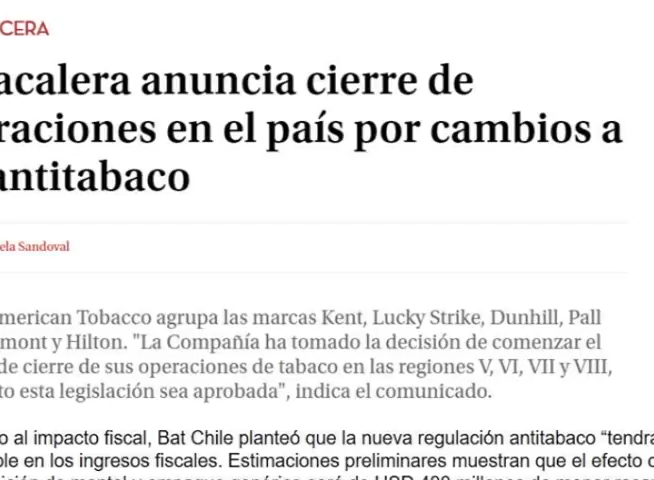 CERA
acalera anuncia cierre de
raciones en el país por cambios a
antitabaco
ela Sandoval
merican Tobacco agrupa las marcas Kent, Lucky Strike, Dunhill, Pall
mont y Hilton. "La Compañía ha tomado la decisión de comenzar el
de cierre de sus operaciones de tabaco en las regiones V, VI, VII y VIII,
to esta legislación sea aprobada", indica el comunicado.
o al impacto fiscal, Bat Chile planteó que la nueva regulación antitabaco “tendra
ble en los ingresos fiscales. Estimaciones preliminares muestran que el efecto